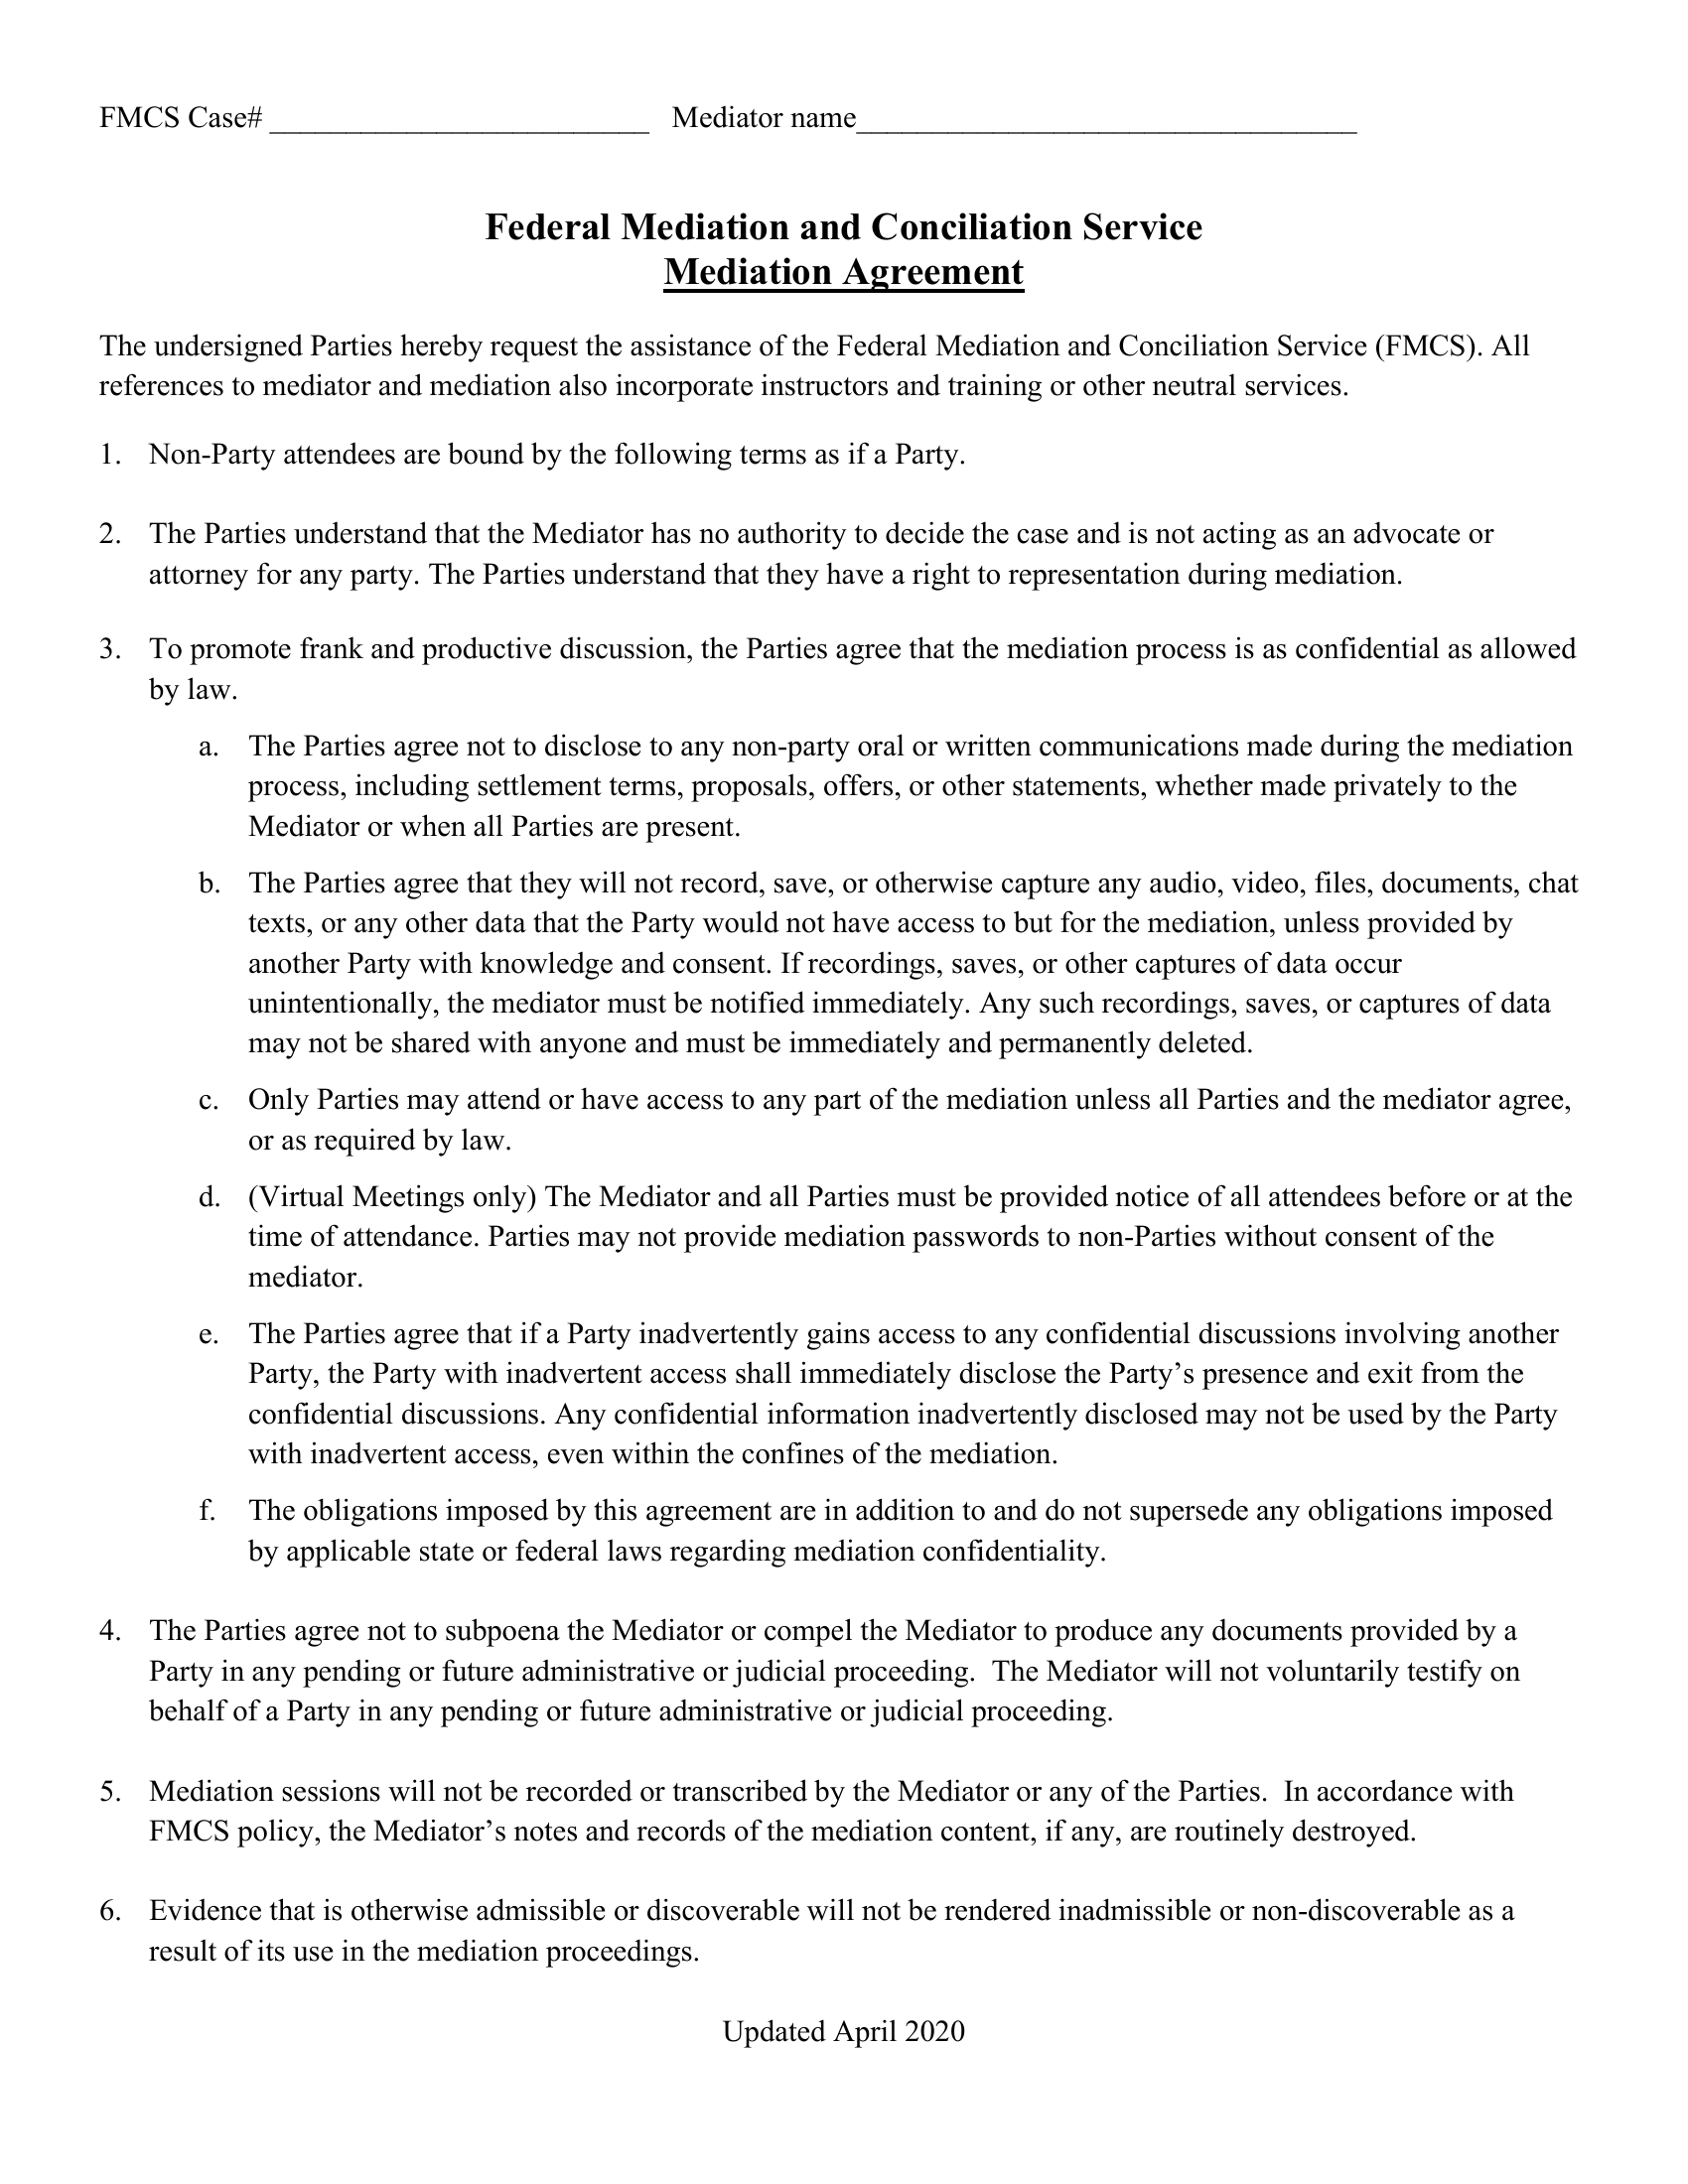 FMCS Case# _________________________ Mediator name_________________________________
Federal Mediation and Conciliation Service
Mediation Agreement
The undersigned Parties hereby request the assistance of the Federal Mediation and Conciliation Service (FMCS). All
references to mediator and mediation also incorporate instructors and training or other neutral services.
1. Non-Party attendees are bound by the following terms as if a Party.
2. The Parties understand that the Mediator has no authority to decide the case and is not acting as an advocate or
attorney for any party. The Parties understand that they have a right to representation during mediation.
3. To promote frank and productive discussion, the Parties agree that the mediation process is as confidential as allowed
by law.
a. The Parties agree not to disclose to any non-party oral or written communications made during the mediation
process, including settlement terms, proposals, offers, or other statements, whether made privately to the
Mediator or when all Parties are present.
b. The Parties agree that they will not record, save, or otherwise capture any audio, video, files, documents, chat
texts, or any other data that the Party would not have access to but for the mediation, unless provided by
another Party with knowledge and consent. If recordings, saves, or other captures of data occur
unintentionally, the mediator must be notified immediately. Any such recordings, saves, or captures of data
may not be shared with anyone and must be immediately and permanently deleted.
c. Only Parties may attend or have access to any part of the mediation unless all Parties and the mediator agree,
or as required by law.
d. (Virtual Meetings only) The Mediator and all Parties must be provided notice of all attendees before or at the
time of attendance. Parties may not provide mediation passwords to non-Parties without consent of the
mediator.
e. The Parties agree that if a Party inadvertently gains access to any confidential discussions involving another
Party, the Party with inadvertent access shall immediately disclose the Party’s presence and exit from the
confidential discussions. Any confidential information inadvertently disclosed may not be used by the Party
with inadvertent access, even within the confines of the mediation.
f. The obligations imposed by this agreement are in addition to and do not supersede any obligations imposed
by applicable state or federal laws regarding mediation confidentiality.
4. The Parties agree not to subpoena the Mediator or compel the Mediator to produce any documents provided by a
Party in any pending or future administrative or judicial proceeding. The Mediator will not voluntarily testify on
behalf of a Party in any pending or future administrative or judicial proceeding.
5. Mediation sessions will not be recorded or transcribed by the Mediator or any of the Parties. In accordance with
FMCS policy, the Mediator’s notes and records of the mediation content, if any, are routinely destroyed.
6. Evidence that is otherwise admissible or discoverable will not be rendered inadmissible or non-discoverable as a
result of its use in the mediation proceedings.
Updated April 2020